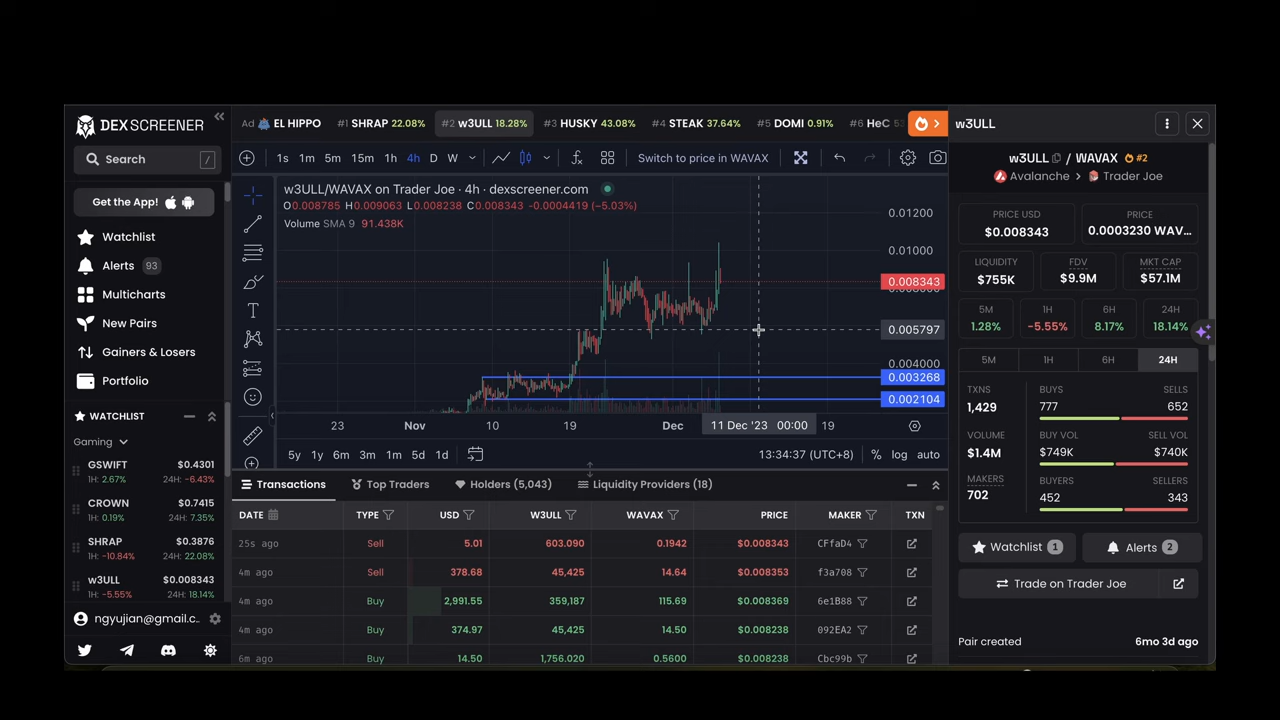 DEXSCREENER
Search /
Get the App!
Watchlist
Alerts 93
Multicharts
New Pairs
Gainers & Losers
Portfolio
WATCHLIST
Gaming
GSWIFT $0.4301
1H: 2.67% 24H: -6.43%
CROWN $0.7415
1H: 0.19% 24H: 7.35%
SHRAP $0.3876
1H: -10.84% 24H: 22.08%
w3ULL $0.008343
1H: -5.55% 24H: 18.14%
ngyujian@gmail.c..
Ad EL HIPPO #1 SHRAP 22.08% #2 w3ULL 18.28% #3 HUSKY 43.08% #4 STEAK 37.64% #5 DOMI 0.91% #6 HeC 53
1s 1m 5m 15m 1h 4h D W Switch to price in WAVAX
w3ULL/WAVAX on Trader Joe · 4h · dexscreener.com
O0.008785 H0.009063 L0.008238 C0.008343 -0.0004419 (-5.03%)
Volume SMA 9 91.438K
0.01200
0.01000
0.008343
0.005797
0.004000
0.003268
0.002104
23 Nov 10 19 Dec 11 Dec '23 00:00 19
5y 1y 6m 3m 1m 5d 1d 13:34:37 (UTC+8) % log auto
Transactions Top Traders Holders (5,043) Liquidity Providers (18)
DATE TYPE USD W3ULL WAVAX PRICE MAKER TXN
25s ago Sell 5.01 603.090 0.1942 $0.008343 CFfaD4
4m ago Sell 378.68 45,425 14.64 $0.008353 f3a708
4m ago Buy 2,991.55 359,187 115.69 $0.008369 6e1B88
4m ago Buy 374.97 45,425 14.50 $0.008238 092EA2
6m ago Buy 14.50 1,756.020 0.5600 $0.008238 Cbc99b
w3ULL
w3ULL / WAVAX #2
Avalanche > Trader Joe
PRICE USD
$0.008343
PRICE
0.0003230 WAV...
LIQUIDITY
$755K
FDV
$9.9M
MKT CAP
$57.1M
5M
1.28%
1H
-5.55%
6H
8.17%
24H
18.14%
5M 1H 6H 24H
TXNS
1,429
BUYS SELLS
777 652
VOLUME
$1.4M
BUY VOL SELL VOL
$749K $740K
MAKERS
702
BUYERS SELLERS
452 343
Watchlist 1
Alerts 2
Trade on Trader Joe
Pair created 6mo 3d ago